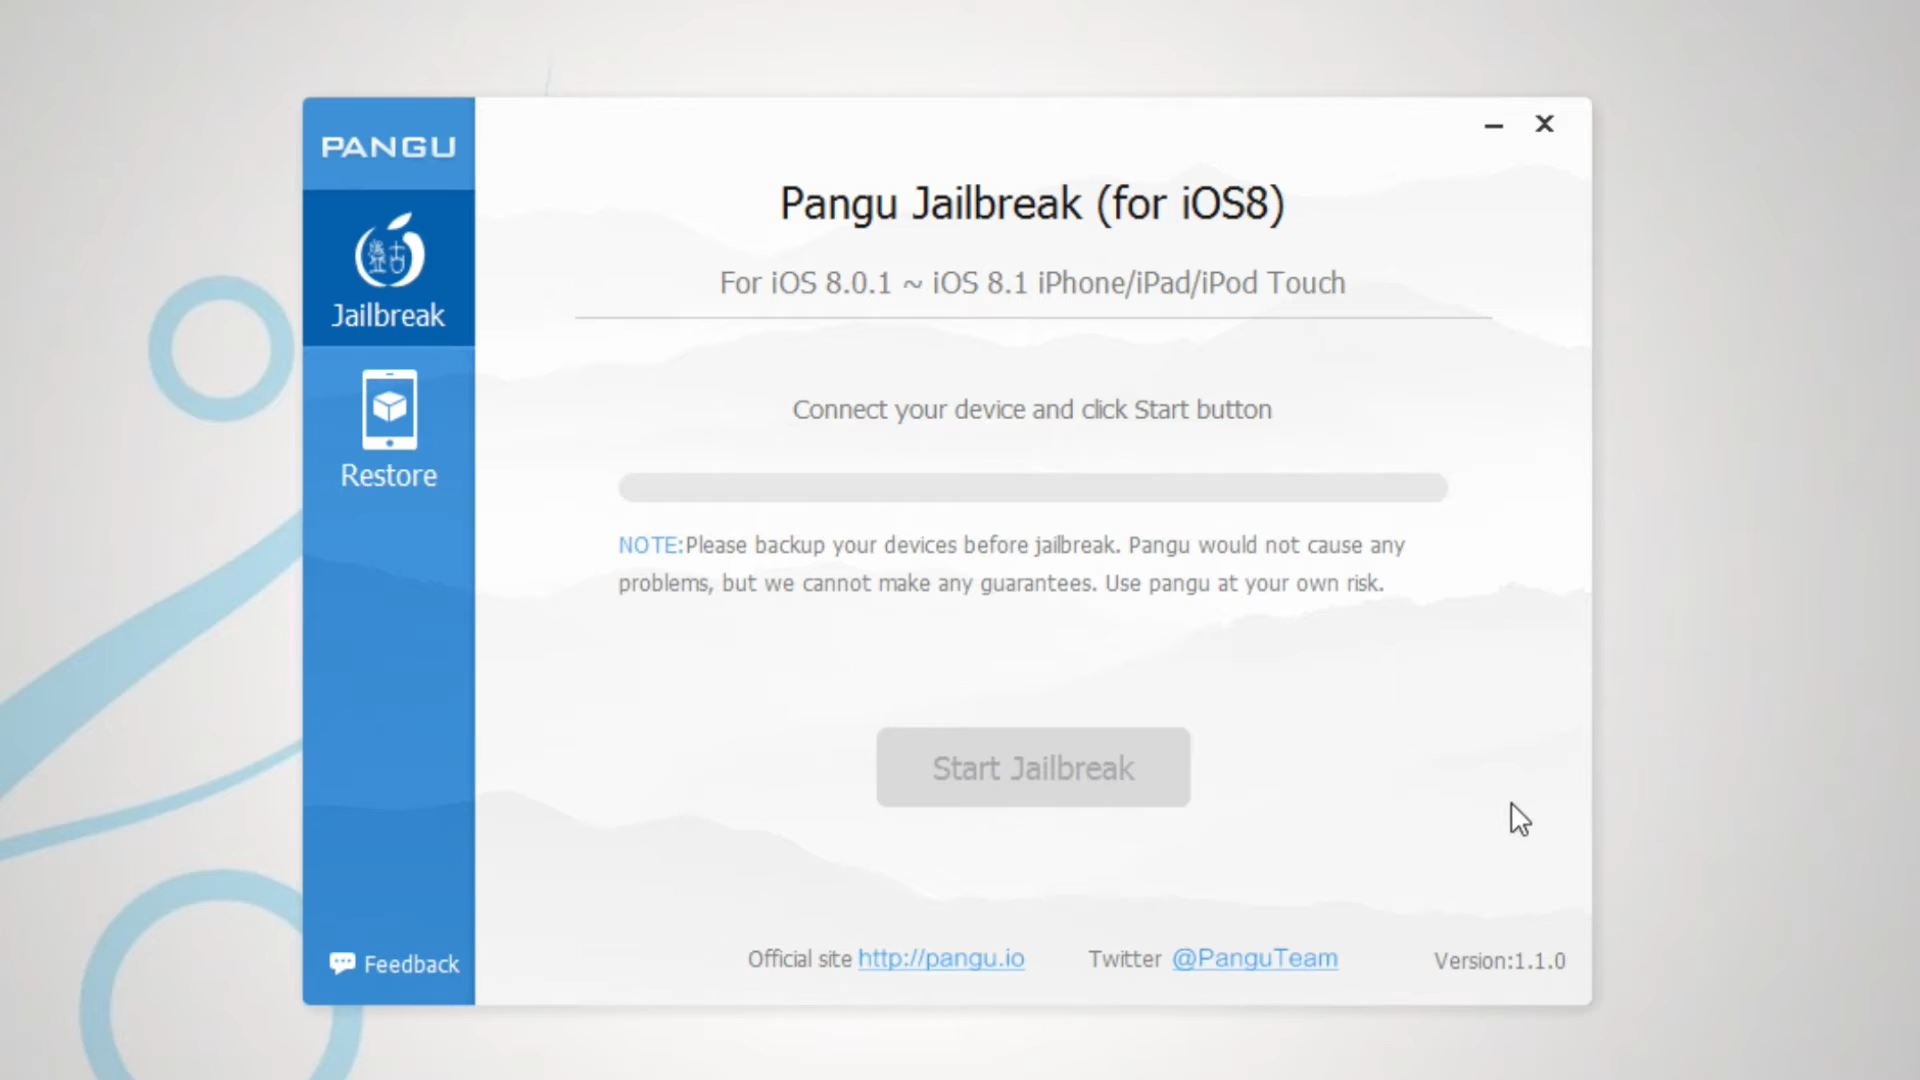 PANGU
Pangu Jailbreak (for iOS8)
For iOS 8.0.1 ~ iOS 8.1 iPhone/iPad/iPod Touch
Jailbreak
Connect your device and click Start button
Restore
NOTE:Please backup your devices before jailbreak. Pangu would not cause any
problems, but we cannot make any guarantees. Use pangu at your own risk.
Start Jailbreak
Feedback
Official site http://pangu.io Twitter @PanguTeam Version:1.1.0